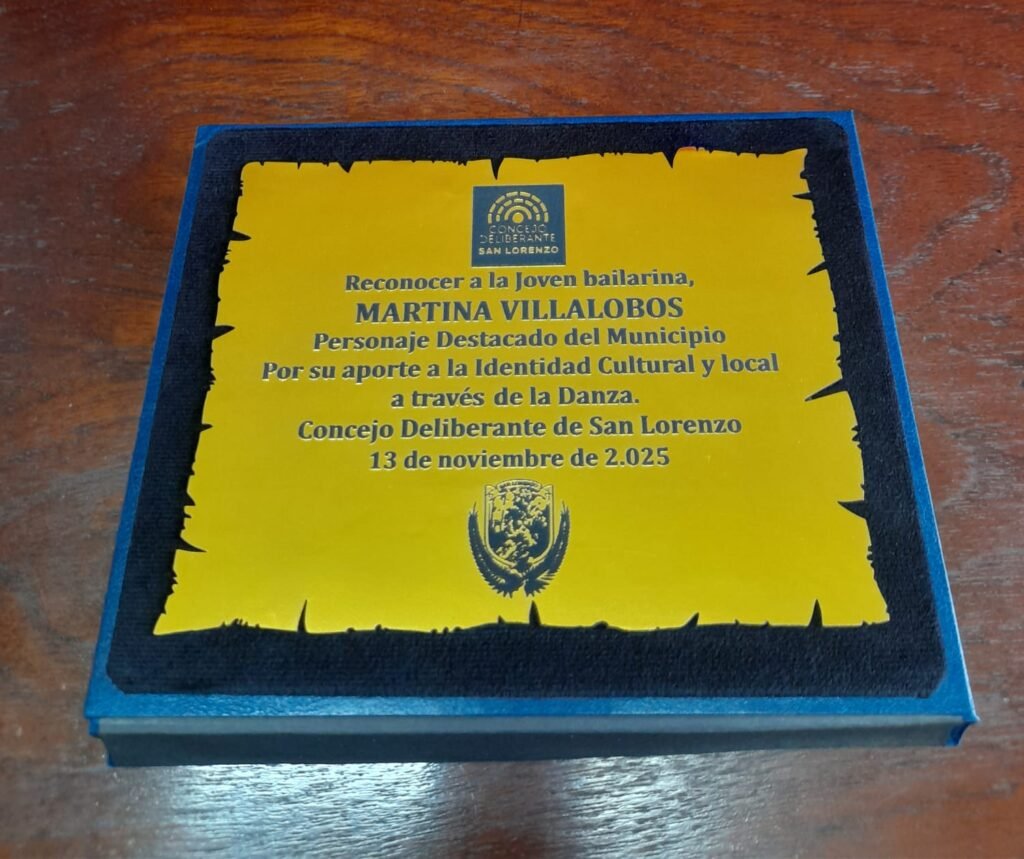 CONCEJO
DELIBERANTE
SAN LORENZO
Reconocer a la Joven bailarina,
MARTINA VILLALOBOS
Personaje Destacado del Municipio
Por su aporte a la Identidad Cultural y local
a través de la Danza.
Concejo Deliberante de San Lorenzo
13 de noviembre de 2.025